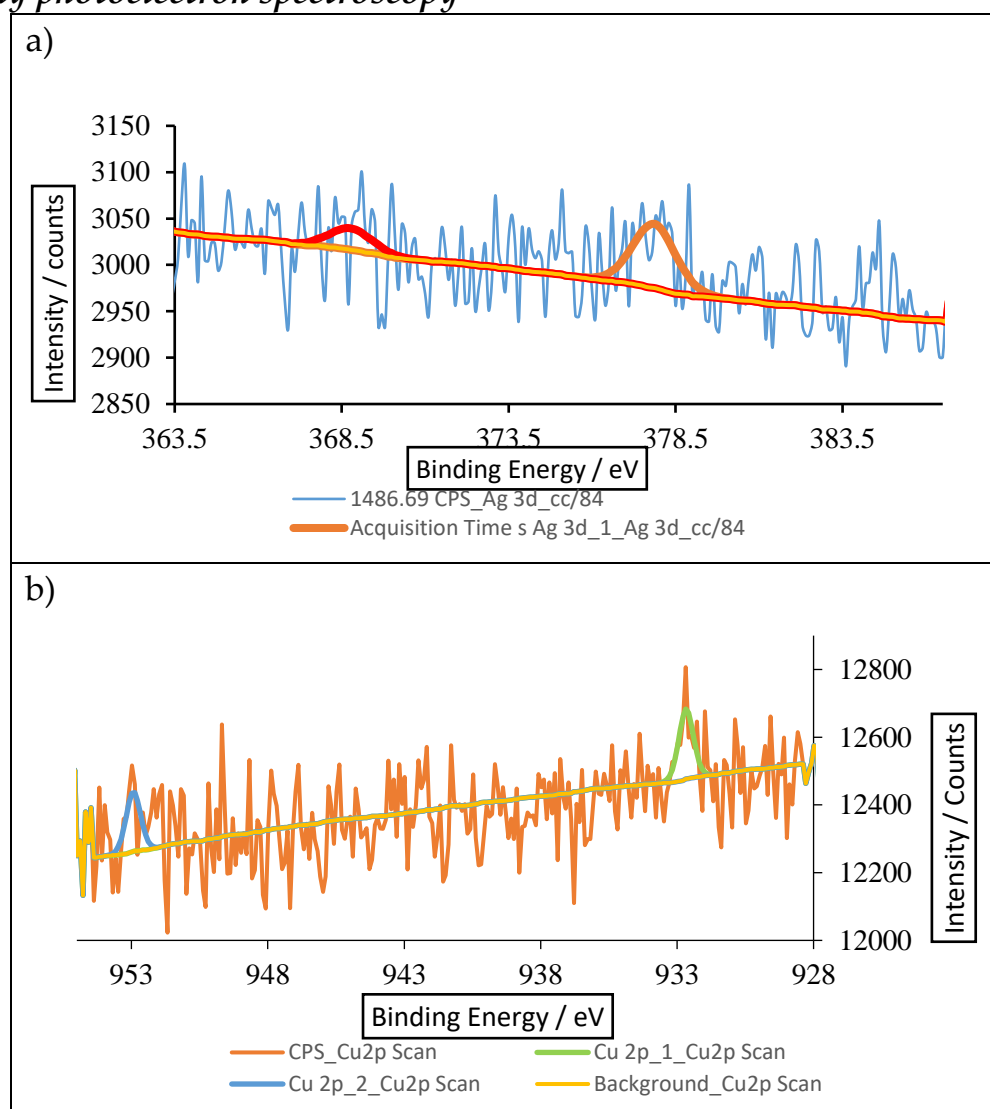 photoelectron spectroscopy
a)
3150
3100
3050
3000
2950
2900
2850
Intensity / counts
363.5 368.5 373.5 378.5 383.5
Binding Energy / eV
1486.69 CPS_Ag 3d_cc/84
Acquisition Time s Ag 3d_1_Ag 3d_cc/84
b)
12800
12600
12400
12200
12000
Intensity / Counts
953 948 943 938 933 928
Binding Energy / eV
CPS_Cu2p Scan Cu 2p_1_Cu2p Scan
Cu 2p_2_Cu2p Scan Background_Cu2p Scan